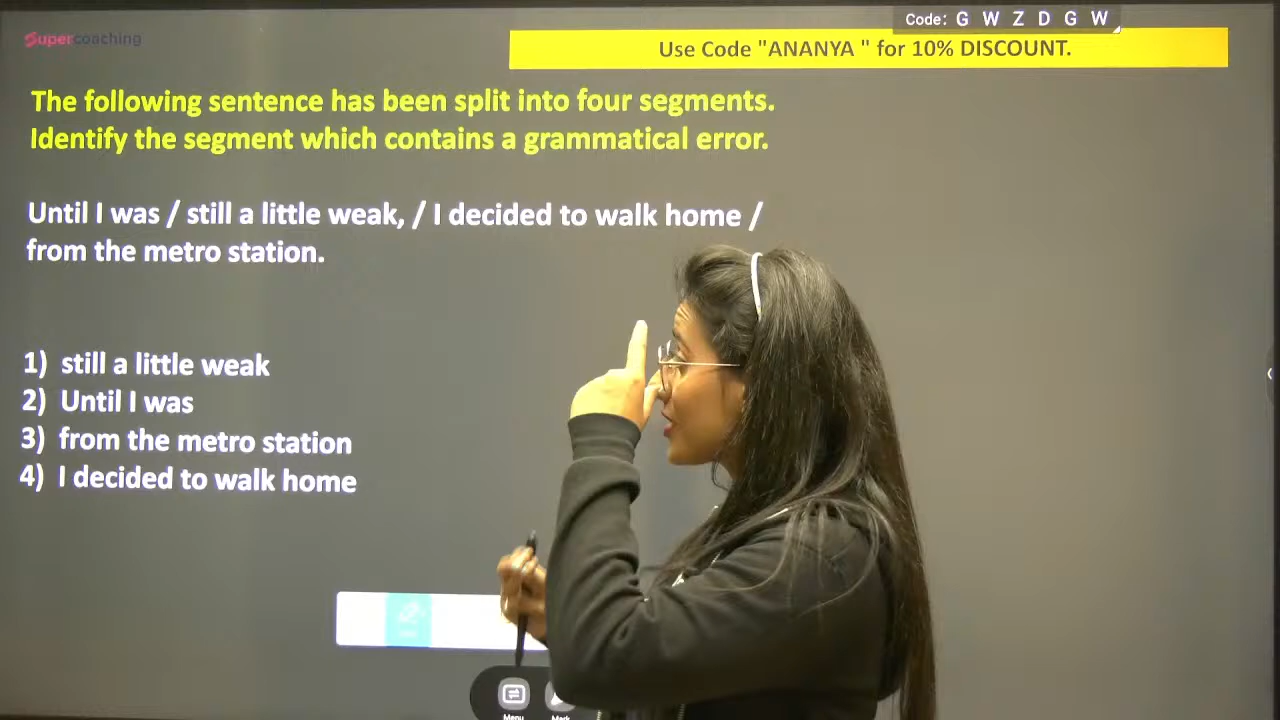 Supercoaching
Code: G W Z D G W
Use Code "ANANYA " for 10% DISCOUNT.
The following sentence has been split into four segments.
Identify the segment which contains a grammatical error.
Until I was / still a little weak, / I decided to walk home /
from the metro station.
1) still a little weak
2) Until I was
3) from the metro station
4) I decided to walk home
Menu